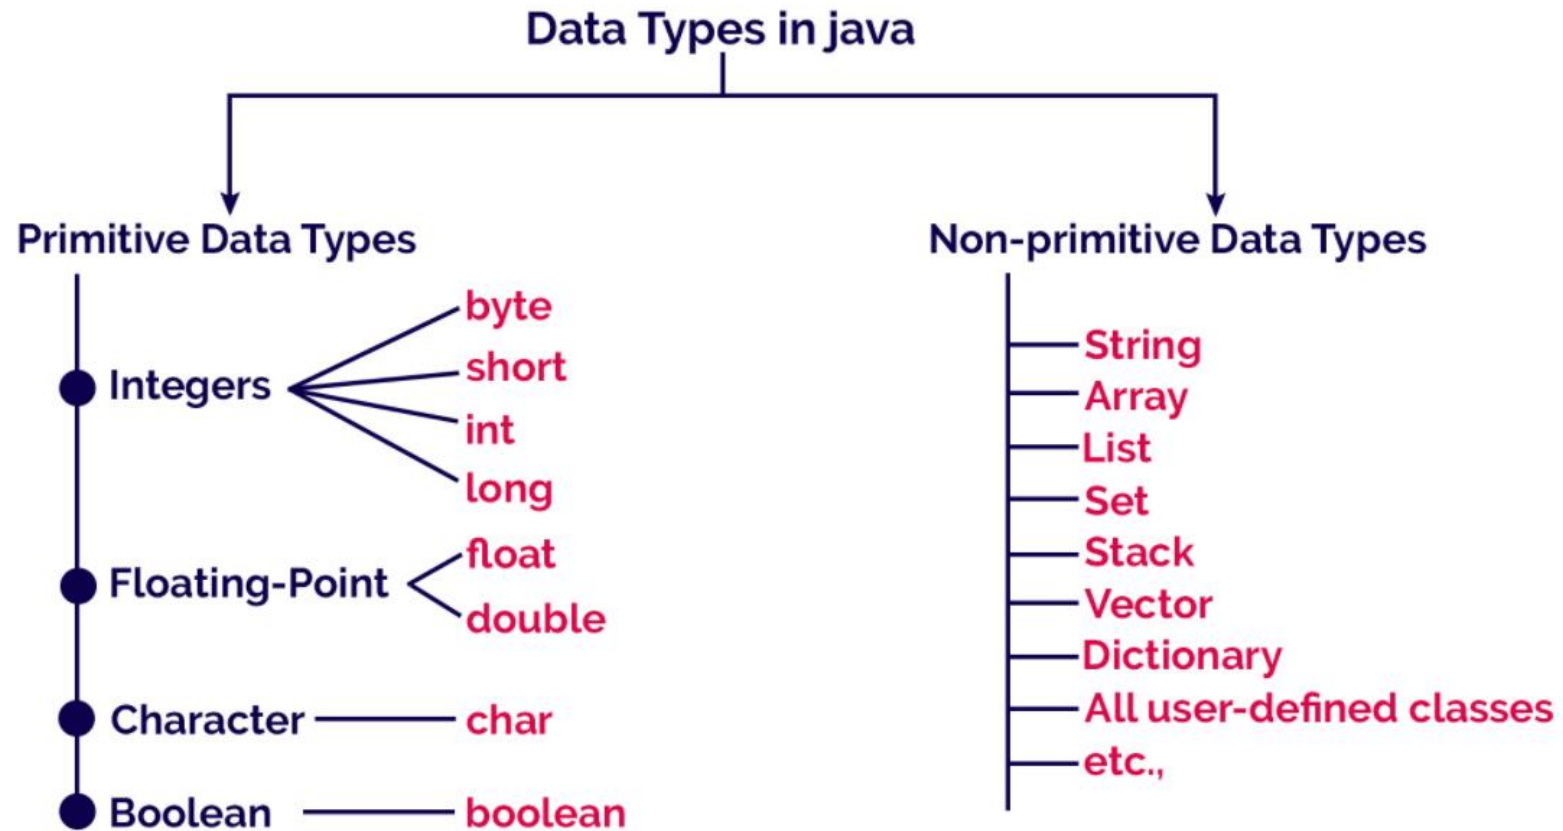 Data Types in java
Primitive Data Types
Integers
byte
short
int
long
Floating-Point
float
double
Character
char
Boolean
boolean
Non-primitive Data Types
String
Array
List
Set
Stack
Vector
Dictionary
All user-defined classes
etc.,